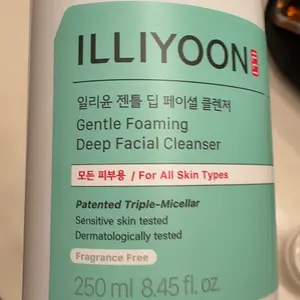 ILLIYOON
일리윤 젠틀 딥 페이셜 클렌저
Gentle Foaming
Deep Facial Cleanser
모든 피부용 / For All Skin Types
Patented Triple-Micellar
Sensitive skin tested
Dermatologically tested
Fragrance Free
250 ml 8.45 fl. oz.